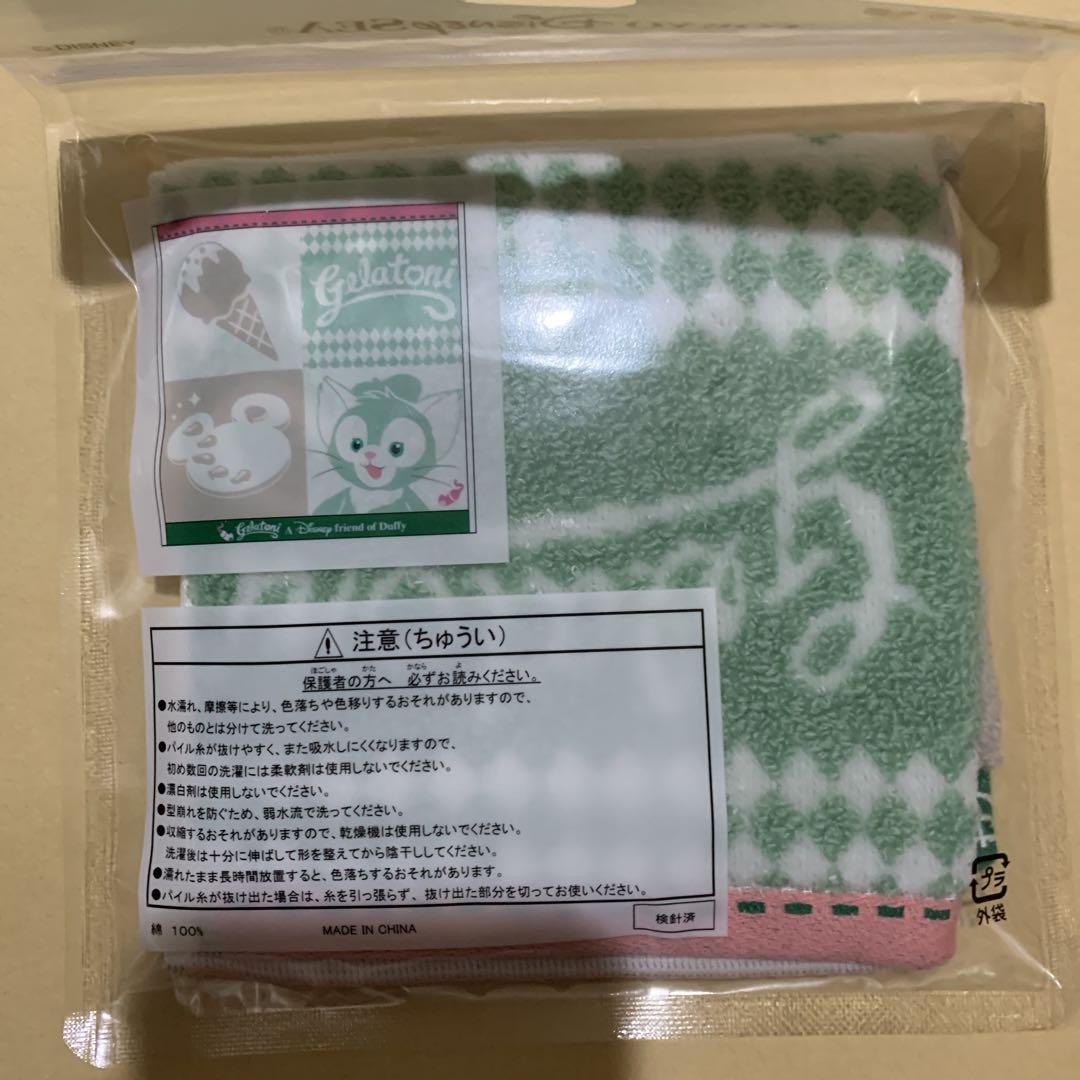 © DISNEY
DisneySEA®
Gelatoni
Gelatoni A Disney friend of Duffy
注意(ちゅうい)
ほごしゃ かた かなら よ
保護者の方へ 必ずお読みください。
●水濡れ、摩擦等により、色落ちや色移りするおそれがありますので、
他のものとは分けて洗ってください。
●パイル糸が抜けやすく、また吸水しにくくなりますので、
初め数回の洗濯には柔軟剤は使用しないでください。
●漂白剤は使用しないでください。
●型崩れを防ぐため、弱水流で洗ってください。
●収縮するおそれがありますので、乾燥機は使用しないでください。
洗濯後は十分に伸ばして形を整えてから陰干ししてください。
●濡れたまま長時間放置すると、色落ちするおそれがあります。
●パイル糸が抜け出た場合は、糸を引っ張らず、抜け出た部分を切ってお使いください。
綿 100% MADE IN CHINA 検針済
プラ
外袋